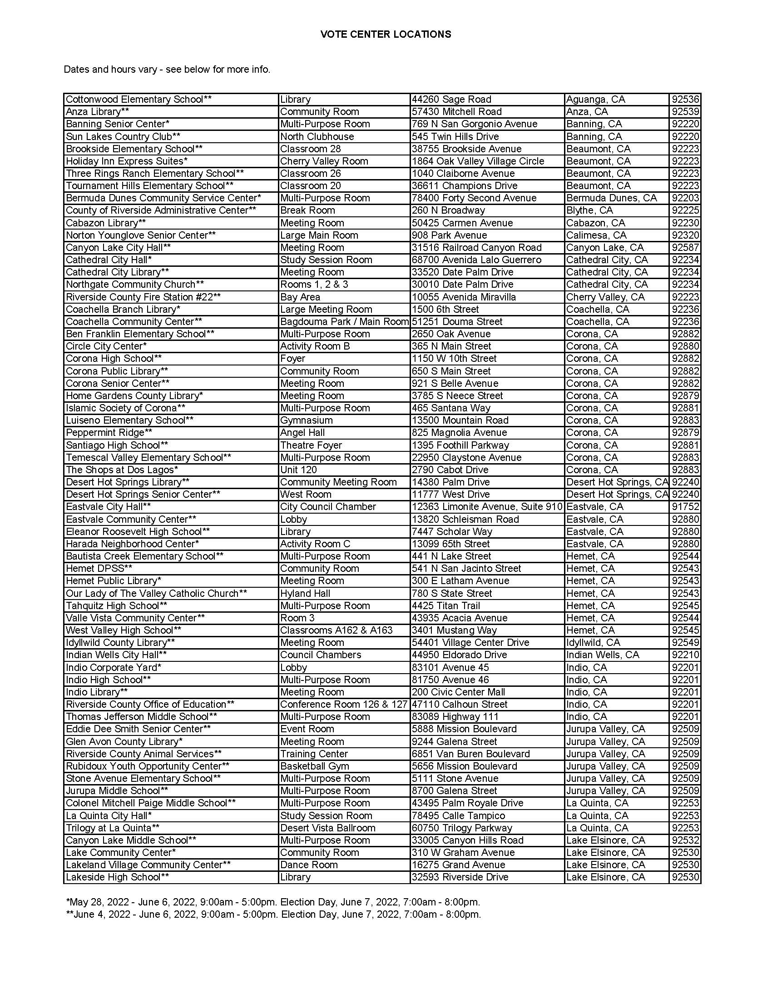 VOTE CENTER LOCATIONS
Dates and hours vary - see below for more info.
Cottonwood Elementary School** Library 44260 Sage Road Aguanga, CA 92536
Anza Library** Community Room 57430 Mitchell Road Anza, CA 92539
Banning Senior Center* Multi-Purpose Room 769 N San Gorgonio Avenue Banning, CA 92220
Sun Lakes Country Club** North Clubhouse 545 Twin Hills Drive Banning, CA 92220
Brookside Elementary School** Classroom 28 38755 Brookside Avenue Beaumont, CA 92223
Holiday Inn Express Suites* Cherry Valley Room 1864 Oak Valley Village Circle Beaumont, CA 92223
Three Rings Ranch Elementary School** Classroom 26 1040 Claiborne Avenue Beaumont, CA 92223
Tournament Hills Elementary School** Classroom 20 36611 Champions Drive Beaumont, CA 92223
Bermuda Dunes Community Service Center* Multi-Purpose Room 78400 Forty Second Avenue Bermuda Dunes, CA 92203
County of Riverside Administrative Center** Break Room 260 N Broadway Blythe, CA 92225
Cabazon Library** Meeting Room 50425 Carmen Avenue Cabazon, CA 92230
Norton Younglove Senior Center** Large Main Room 908 Park Avenue Calimesa, CA 92320
Canyon Lake City Hall** Meeting Room 31516 Railroad Canyon Road Canyon Lake, CA 92587
Cathedral City Hall* Study Session Room 68700 Avenida Lalo Guerrero Cathedral City, CA 92234
Cathedral City Library** Meeting Room 33520 Date Palm Drive Cathedral City, CA 92234
Northgate Community Church** Rooms 1, 2 & 3 30010 Date Palm Drive Cathedral City, CA 92234
Riverside County Fire Station #22** Bay Area 10055 Avenida Miravilla Cherry Valley, CA 92223
Coachella Branch Library* Large Meeting Room 1500 6th Street Coachella, CA 92236
Coachella Community Center** Bagdouma Park / Main Room 51251 Douma Street Coachella, CA 92236
Ben Franklin Elementary School** Multi-Purpose Room 2650 Oak Avenue Corona, CA 92882
Circle City Center* Activity Room B 365 N Main Street Corona, CA 92880
Corona High School** Foyer 1150 W 10th Street Corona, CA 92882
Corona Public Library** Community Room 650 S Main Street Corona, CA 92882
Corona Senior Center** Meeting Room 921 S Belle Avenue Corona, CA 92882
Home Gardens County Library* Meeting Room 3785 S Neece Street Corona, CA 92879
Islamic Society of Corona** Multi-Purpose Room 465 Santana Way Corona, CA 92881
Luiseno Elementary School** Gymnasium 13500 Mountain Road Corona, CA 92883
Peppermint Ridge** Angel Hall 825 Magnolia Avenue Corona, CA 92879
Santiago High School** Theatre Foyer 1395 Foothill Parkway Corona, CA 92881
Temescal Valley Elementary School** Multi-Purpose Room 22950 Claystone Avenue Corona, CA 92883
The Shops at Dos Lagos* Unit 120 2790 Cabot Drive Corona, CA 92883
Desert Hot Springs Library** Community Meeting Room 14380 Palm Drive Desert Hot Springs, CA 92240
Desert Hot Springs Senior Center** West Room 11777 West Drive Desert Hot Springs, CA 92240
Eastvale City Hall** City Council Chamber 12363 Limonite Avenue, Suite 910 Eastvale, CA 91752
Eastvale Community Center** Lobby 13820 Schleisman Road Eastvale, CA 92880
Eleanor Roosevelt High School** Library 7447 Scholar Way Eastvale, CA 92880
Harada Neighborhood Center* Activity Room C 13099 65th Street Eastvale, CA 92880
Bautista Creek Elementary School** Multi-Purpose Room 441 N Lake Street Hemet, CA 92544
Hemet DPSS** Community Room 541 N San Jacinto Street Hemet, CA 92543
Hemet Public Library* Meeting Room 300 E Latham Avenue Hemet, CA 92543
Our Lady of The Valley Catholic Church** Hyland Hall 780 S State Street Hemet, CA 92543
Tahquitz High School** Multi-Purpose Room 4425 Titan Trail Hemet, CA 92545
Valle Vista Community Center** Room 3 43935 Acacia Avenue Hemet, CA 92544
West Valley High School** Classrooms A162 & A163 3401 Mustang Way Hemet, CA 92545
Idyllwild County Library** Meeting Room 54401 Village Center Drive Idyllwild, CA 92549
Indian Wells City Hall** Council Chambers 44950 Eldorado Drive Indian Wells, CA 92210
Indio Corporate Yard* Lobby 83101 Avenue 45 Indio, CA 92201
Indio High School** Multi-Purpose Room 81750 Avenue 46 Indio, CA 92201
Indio Library** Meeting Room 200 Civic Center Mall Indio, CA 92201
Riverside County Office of Education** Conference Room 126 & 127 47110 Calhoun Street Indio, CA 92201
Thomas Jefferson Middle School** Multi-Purpose Room 83089 Highway 111 Indio, CA 92201
Eddie Dee Smith Senior Center** Event Room 5888 Mission Boulevard Jurupa Valley, CA 92509
Glen Avon County Library* Meeting Room 9244 Galena Street Jurupa Valley, CA 92509
Riverside County Animal Services** Training Center 6851 Van Buren Boulevard Jurupa Valley, CA 92509
Rubidoux Youth Opportunity Center** Basketball Gym 5656 Mission Boulevard Jurupa Valley, CA 92509
Stone Avenue Elementary School** Multi-Purpose Room 5111 Stone Avenue Jurupa Valley, CA 92509
Jurupa Middle School** Multi-Purpose Room 8700 Galena Street Jurupa Valley, CA 92509
Colonel Mitchell Paige Middle School** Multi-Purpose Room 43495 Palm Royale Drive La Quinta, CA 92253
La Quinta City Hall* Study Session Room 78495 Calle Tampico La Quinta, CA 92253
Trilogy at La Quinta** Desert Vista Ballroom 60750 Trilogy Parkway La Quinta, CA 92253
Canyon Lake Middle School** Multi-Purpose Room 33005 Canyon Hills Road Lake Elsinore, CA 92532
Lake Community Center* Community Room 310 W Graham Avenue Lake Elsinore, CA 92530
Lakeland Village Community Center** Dance Room 16275 Grand Avenue Lake Elsinore, CA 92530
Lakeside High School** Library 32593 Riverside Drive Lake Elsinore, CA 92530
*May 28, 2022 - June 6, 2022, 9:00am - 5:00pm. Election Day, June 7, 2022, 7:00am - 8:00pm.
**June 4, 2022 - June 6, 2022, 9:00am - 5:00pm. Election Day, June 7, 2022, 7:00am - 8:00pm.